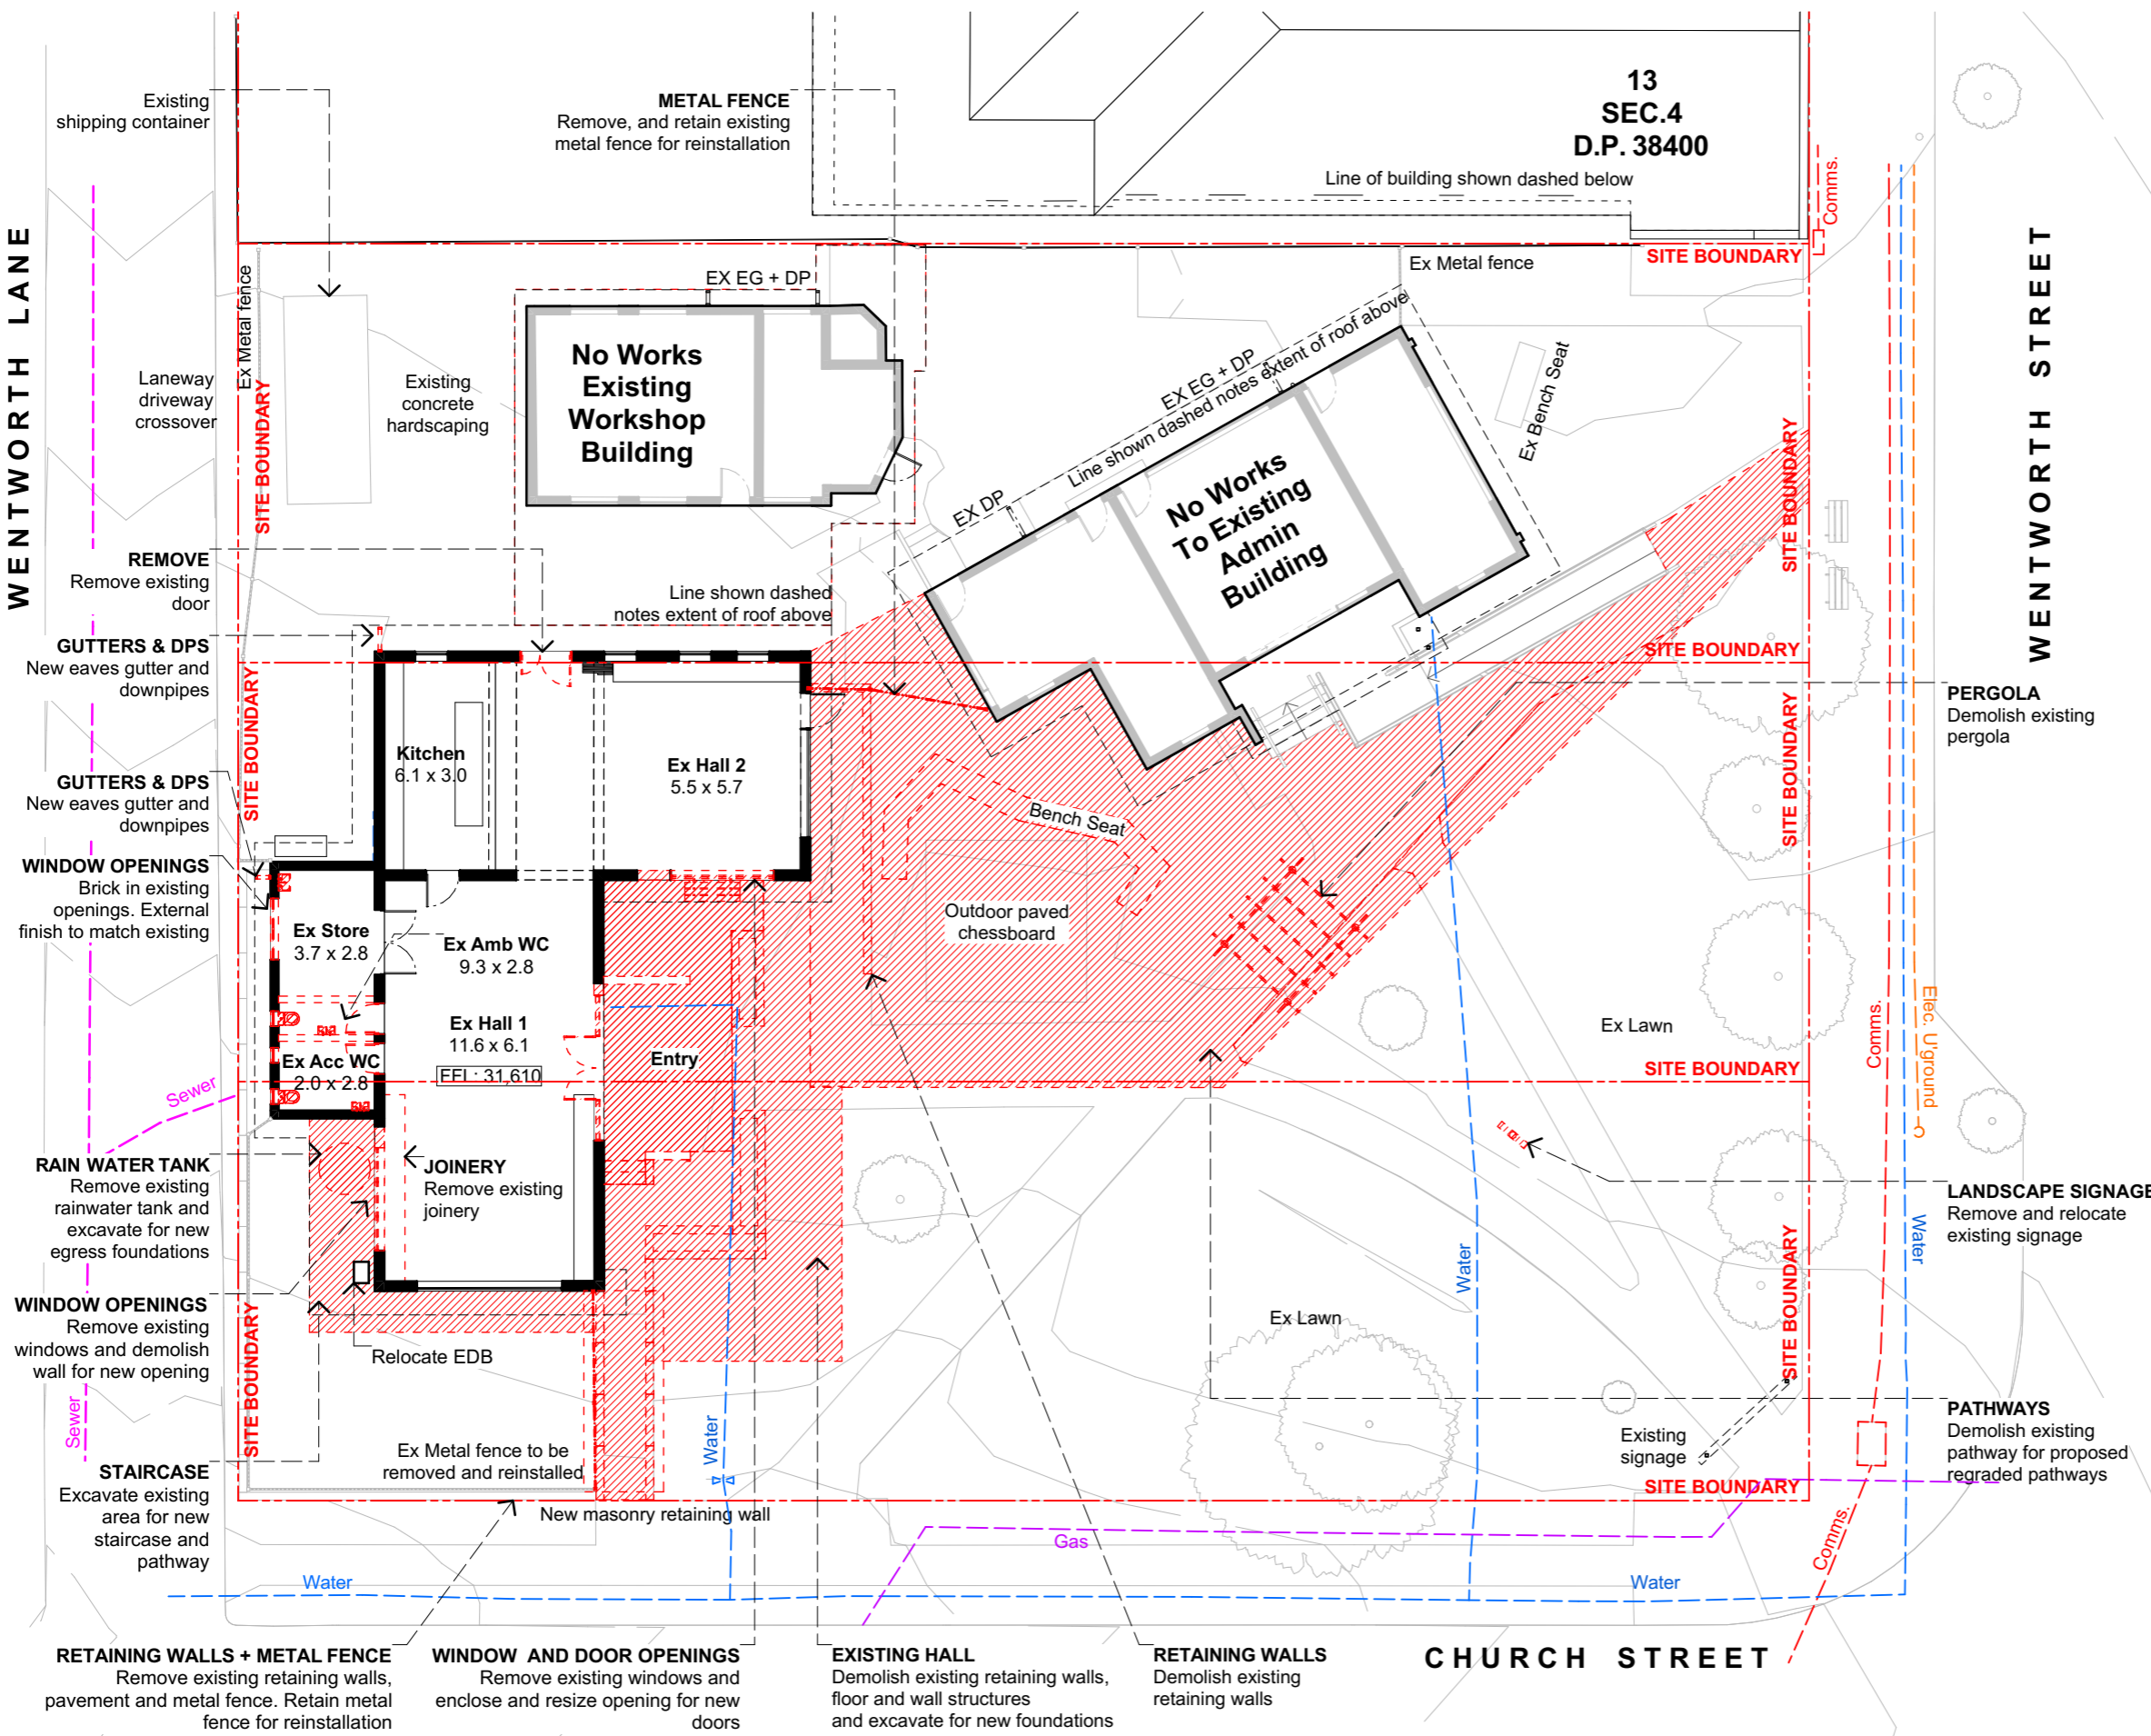 Existing
shipping container
METAL FENCE
Remove, and retain existing
metal fence for reinstallation
13
SEC.4
D.P. 38400
Line of building shown dashed below
Comms.
SITE BOUNDARY
Ex Metal fence
WENTWORTH LANE
WENTWORTH STREET
Ex Metal fence
EX EG + DP
No Works
Existing
Workshop
Building
Laneway
driveway
crossover
Existing
concrete
hardscaping
SITE BOUNDARY
EX EG + DP
Line shown dashed notes extent of roof above
EX DP
No Works
To Existing
Admin
Building
Ex Bench Seat
SITE BOUNDARY
REMOVE
Remove existing
door
Line shown dashed
notes extent of roof above
GUTTERS & DPS
New eaves gutter and
downpipes
SITE BOUNDARY
SITE BOUNDARY
SITE BOUNDARY
PERGOLA
Demolish existing
pergola
Kitchen
6.1 x 3.0
Ex Hall 2
5.5 x 5.7
Bench Seat
GUTTERS & DPS
New eaves gutter and
downpipes
WINDOW OPENINGS
Brick in existing
openings. External
finish to match existing
Ex Store
3.7 x 2.8
Ex Amb WC
9.3 x 2.8
Outdoor paved
chessboard
Ex Hall 1
11.6 x 6.1
FFL : 31,610
Ex Acc WC
2.0 x 2.8
Entry
Ex Lawn
SITE BOUNDARY
Comms.
Elec. U'ground
Sewer
RAIN WATER TANK
Remove existing
rainwater tank and
excavate for new
egress foundations
JOINERY
Remove existing
joinery
LANDSCAPE SIGNAGE
Remove and relocate
existing signage
Water
Water
SITE BOUNDARY
WINDOW OPENINGS
Remove existing
windows and demolish
wall for new opening
SITE BOUNDARY
Relocate EDB
Ex Lawn
Sewer
Water
PATHWAYS
Demolish existing
pathway for proposed
regraded pathways
Existing
signage
Ex Metal fence to be
removed and reinstalled
STAIRCASE
Excavate existing
area for new
staircase and
pathway
SITE BOUNDARY
New masonry retaining wall
Gas
Comms.
Water
Water
RETAINING WALLS + METAL FENCE
Remove existing retaining walls,
pavement and metal fence. Retain metal
fence for reinstallation
WINDOW AND DOOR OPENINGS
Remove existing windows and
enclose and resize opening for new
doors
EXISTING HALL
Demolish existing retaining walls,
floor and wall structures
and excavate for new foundations
RETAINING WALLS
Demolish existing
retaining walls
CHURCH STREET